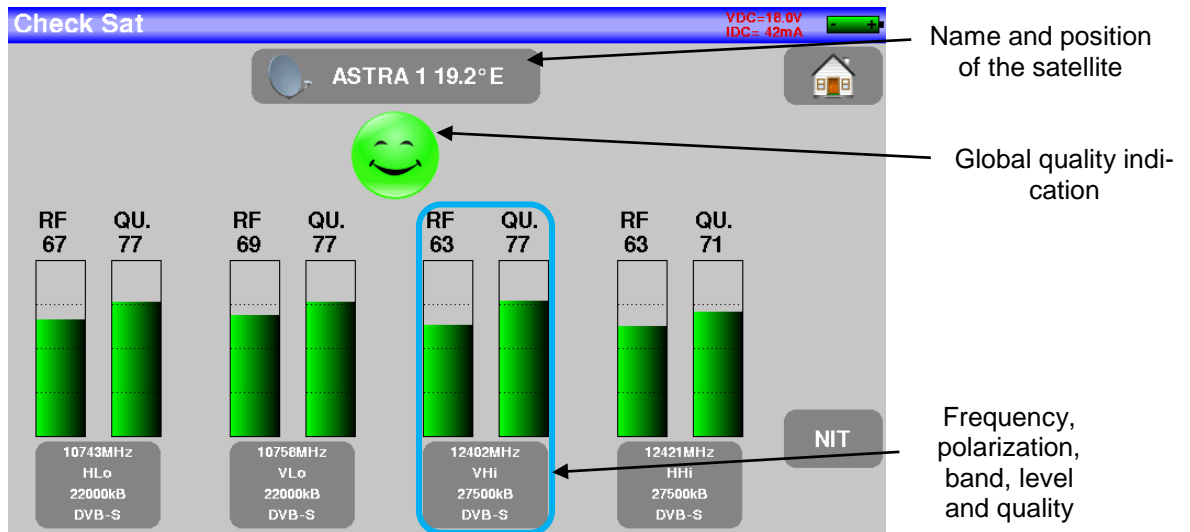 Check Sat
VDC=18.0V
IDC= 42mA
- +
Name and position
of the satellite
ASTRA 1 19.2°E
Global quality indi-
cation
RF QU. RF QU. RF QU. RF QU.
67 77 69 77 63 77 63 71
Frequency,
polarization,
band, level
and quality
NIT
10743MHz 10758MHz 12402MHz 12421MHz
HLo VLo VHi HHi
22000kB 22000kB 27500kB 27500kB
DVB-S DVB-S DVB-S DVB-S